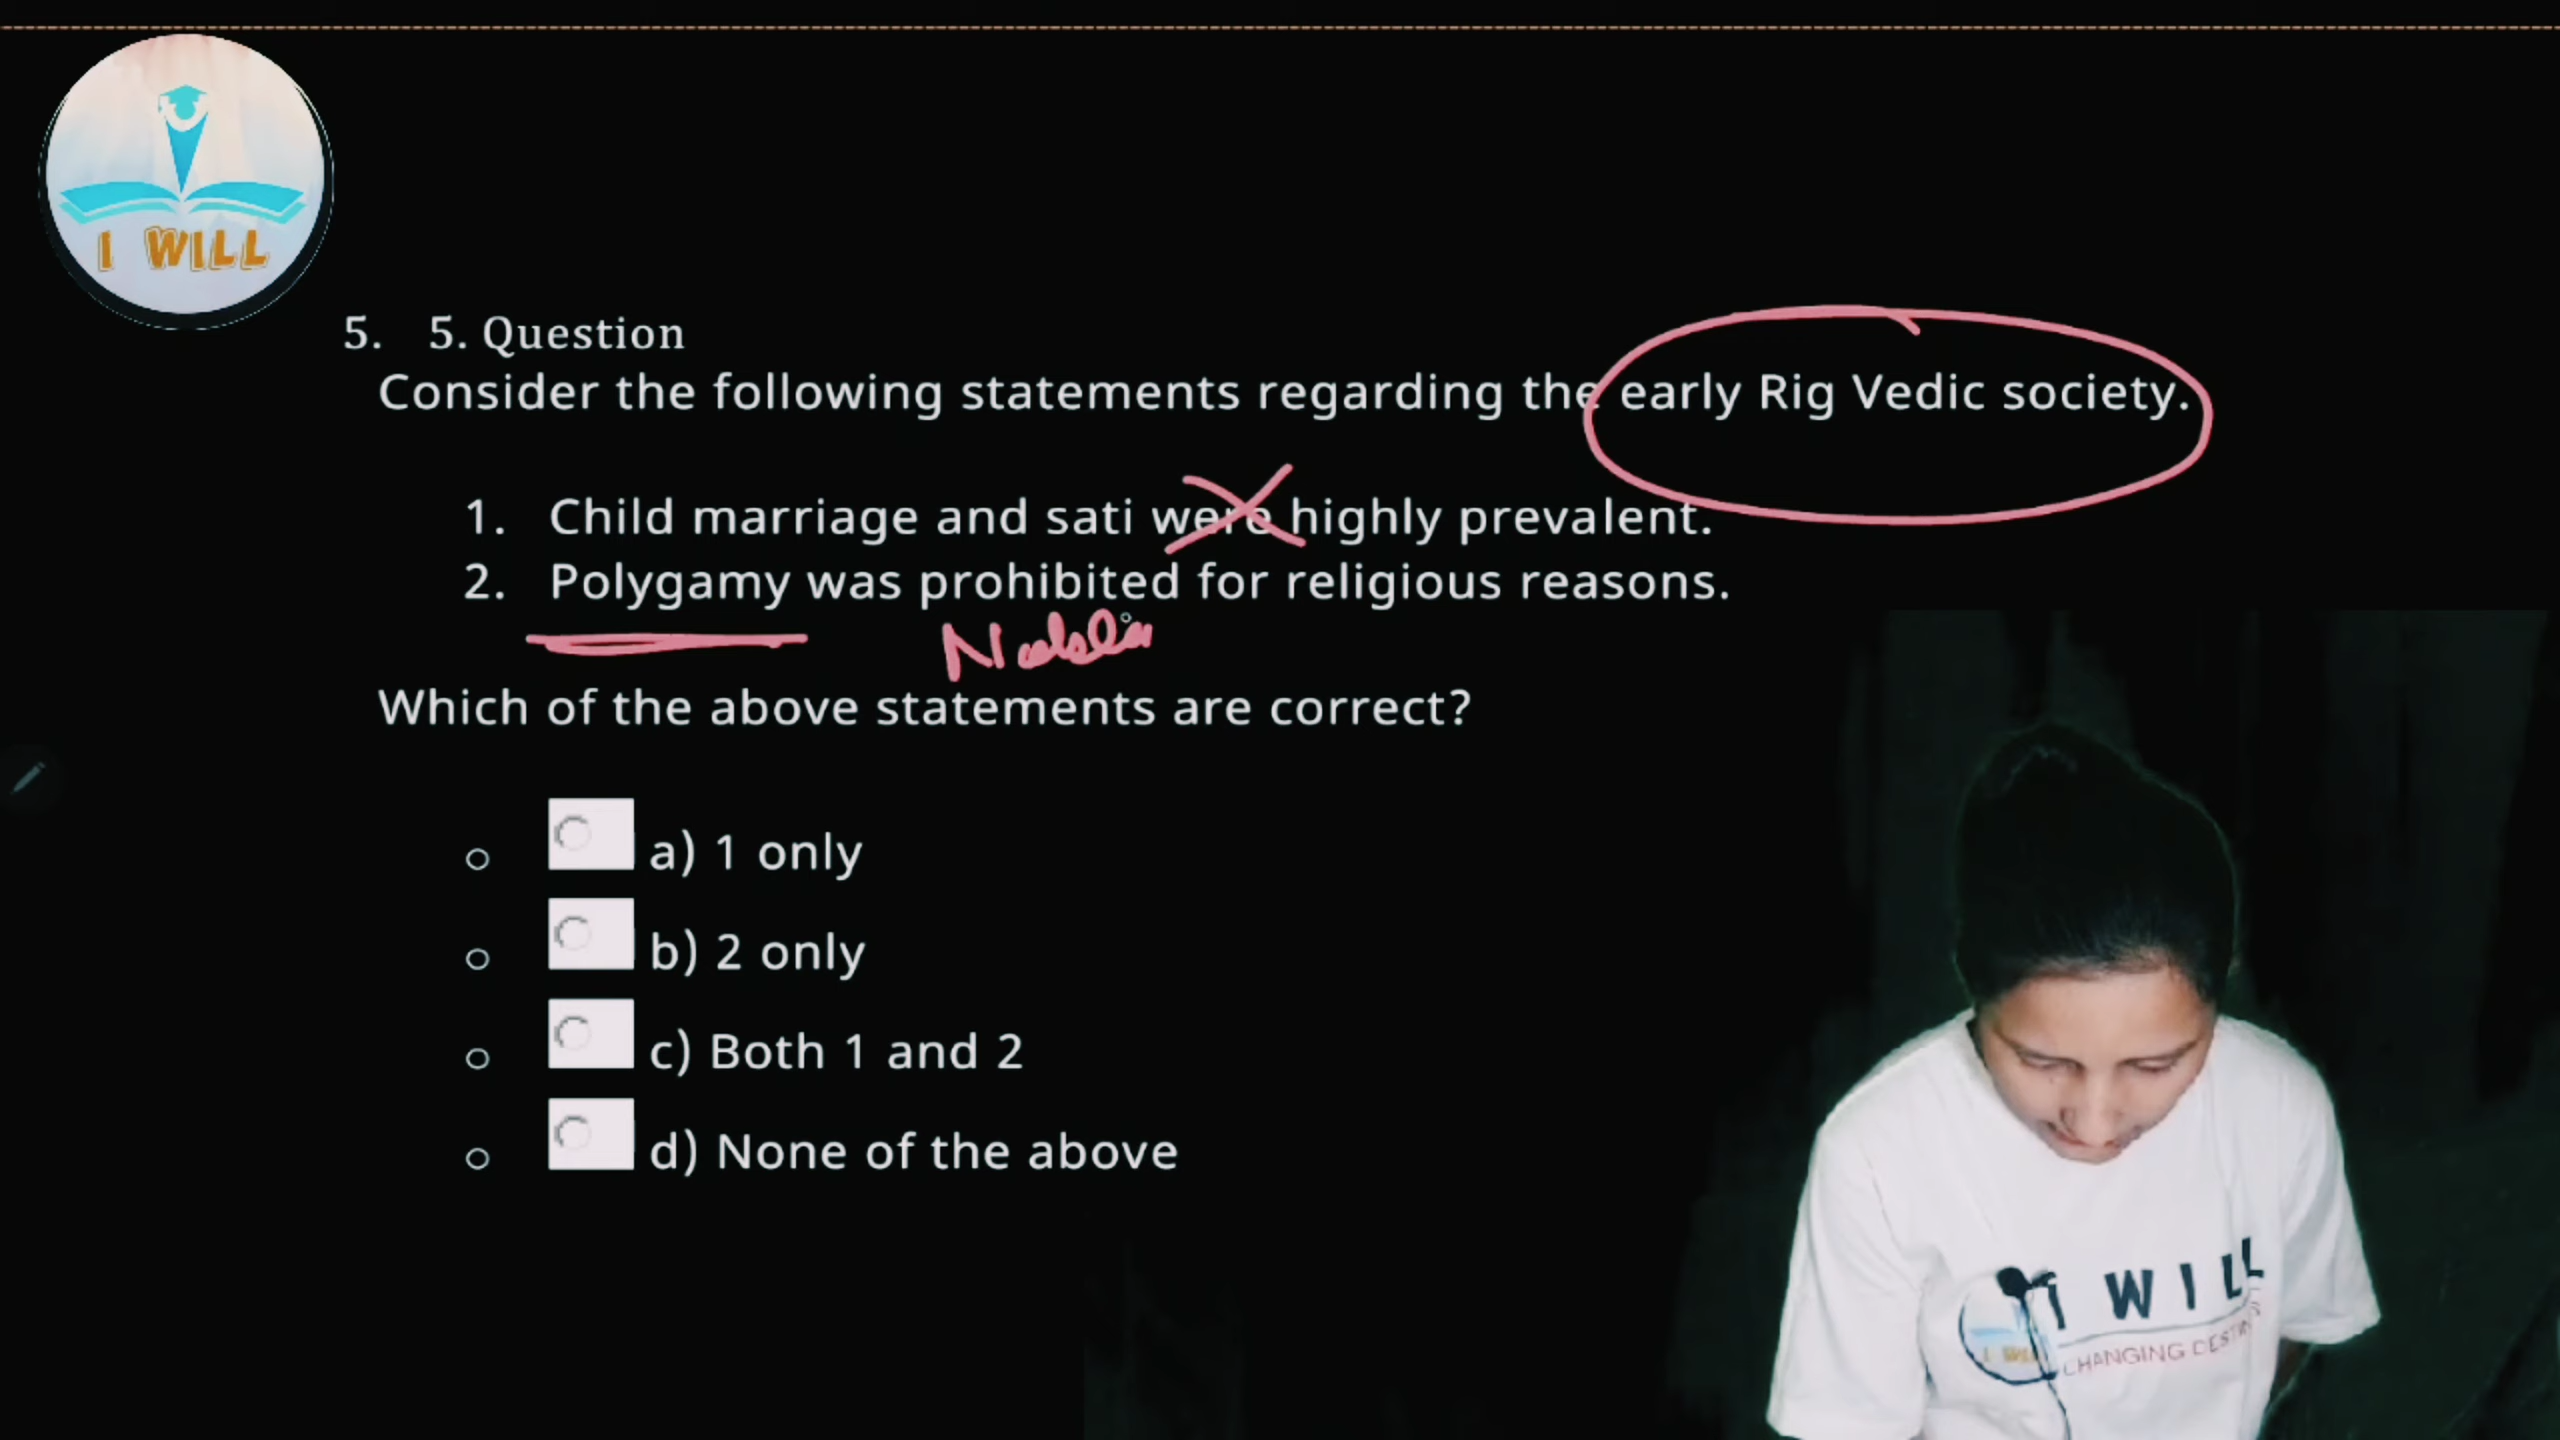 I WILL
5. 5. Question
Consider the following statements regarding the early Rig Vedic society.
1. Child marriage and sati were highly prevalent.
2. Polygamy was prohibited for religious reasons.
Which of the above statements are correct?
a) 1 only
b) 2 only
c) Both 1 and 2
d) None of the above
I WILL
CHANGING